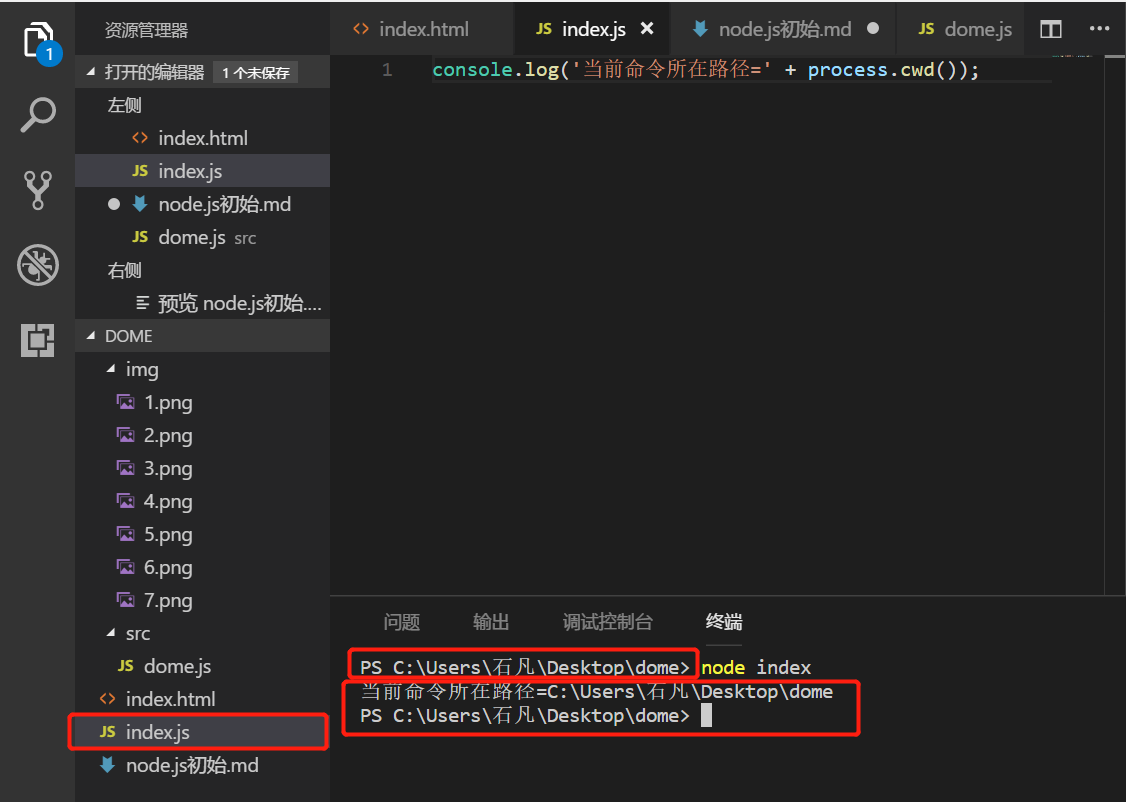 1
资源管理器
打开的编辑器 1 个未保存
左侧
index.html
JS index.js
node.js初始.md
JS dome.js src
右侧
预览 node.js初始....
DOME
img
1.png
2.png
3.png
4.png
5.png
6.png
7.png
src
JS dome.js
index.html
JS index.js
node.js初始.md
index.html
JS index.js
node.js初始.md
JS dome.js
1 console.log('当前命令所在路径=' + process.cwd());
问题 输出 调试控制台 终端
PS C:\Users\石凡\Desktop\dome> node index
当前命令所在路径=C:\Users\石凡\Desktop\dome
PS C:\Users\石凡\Desktop\dome>